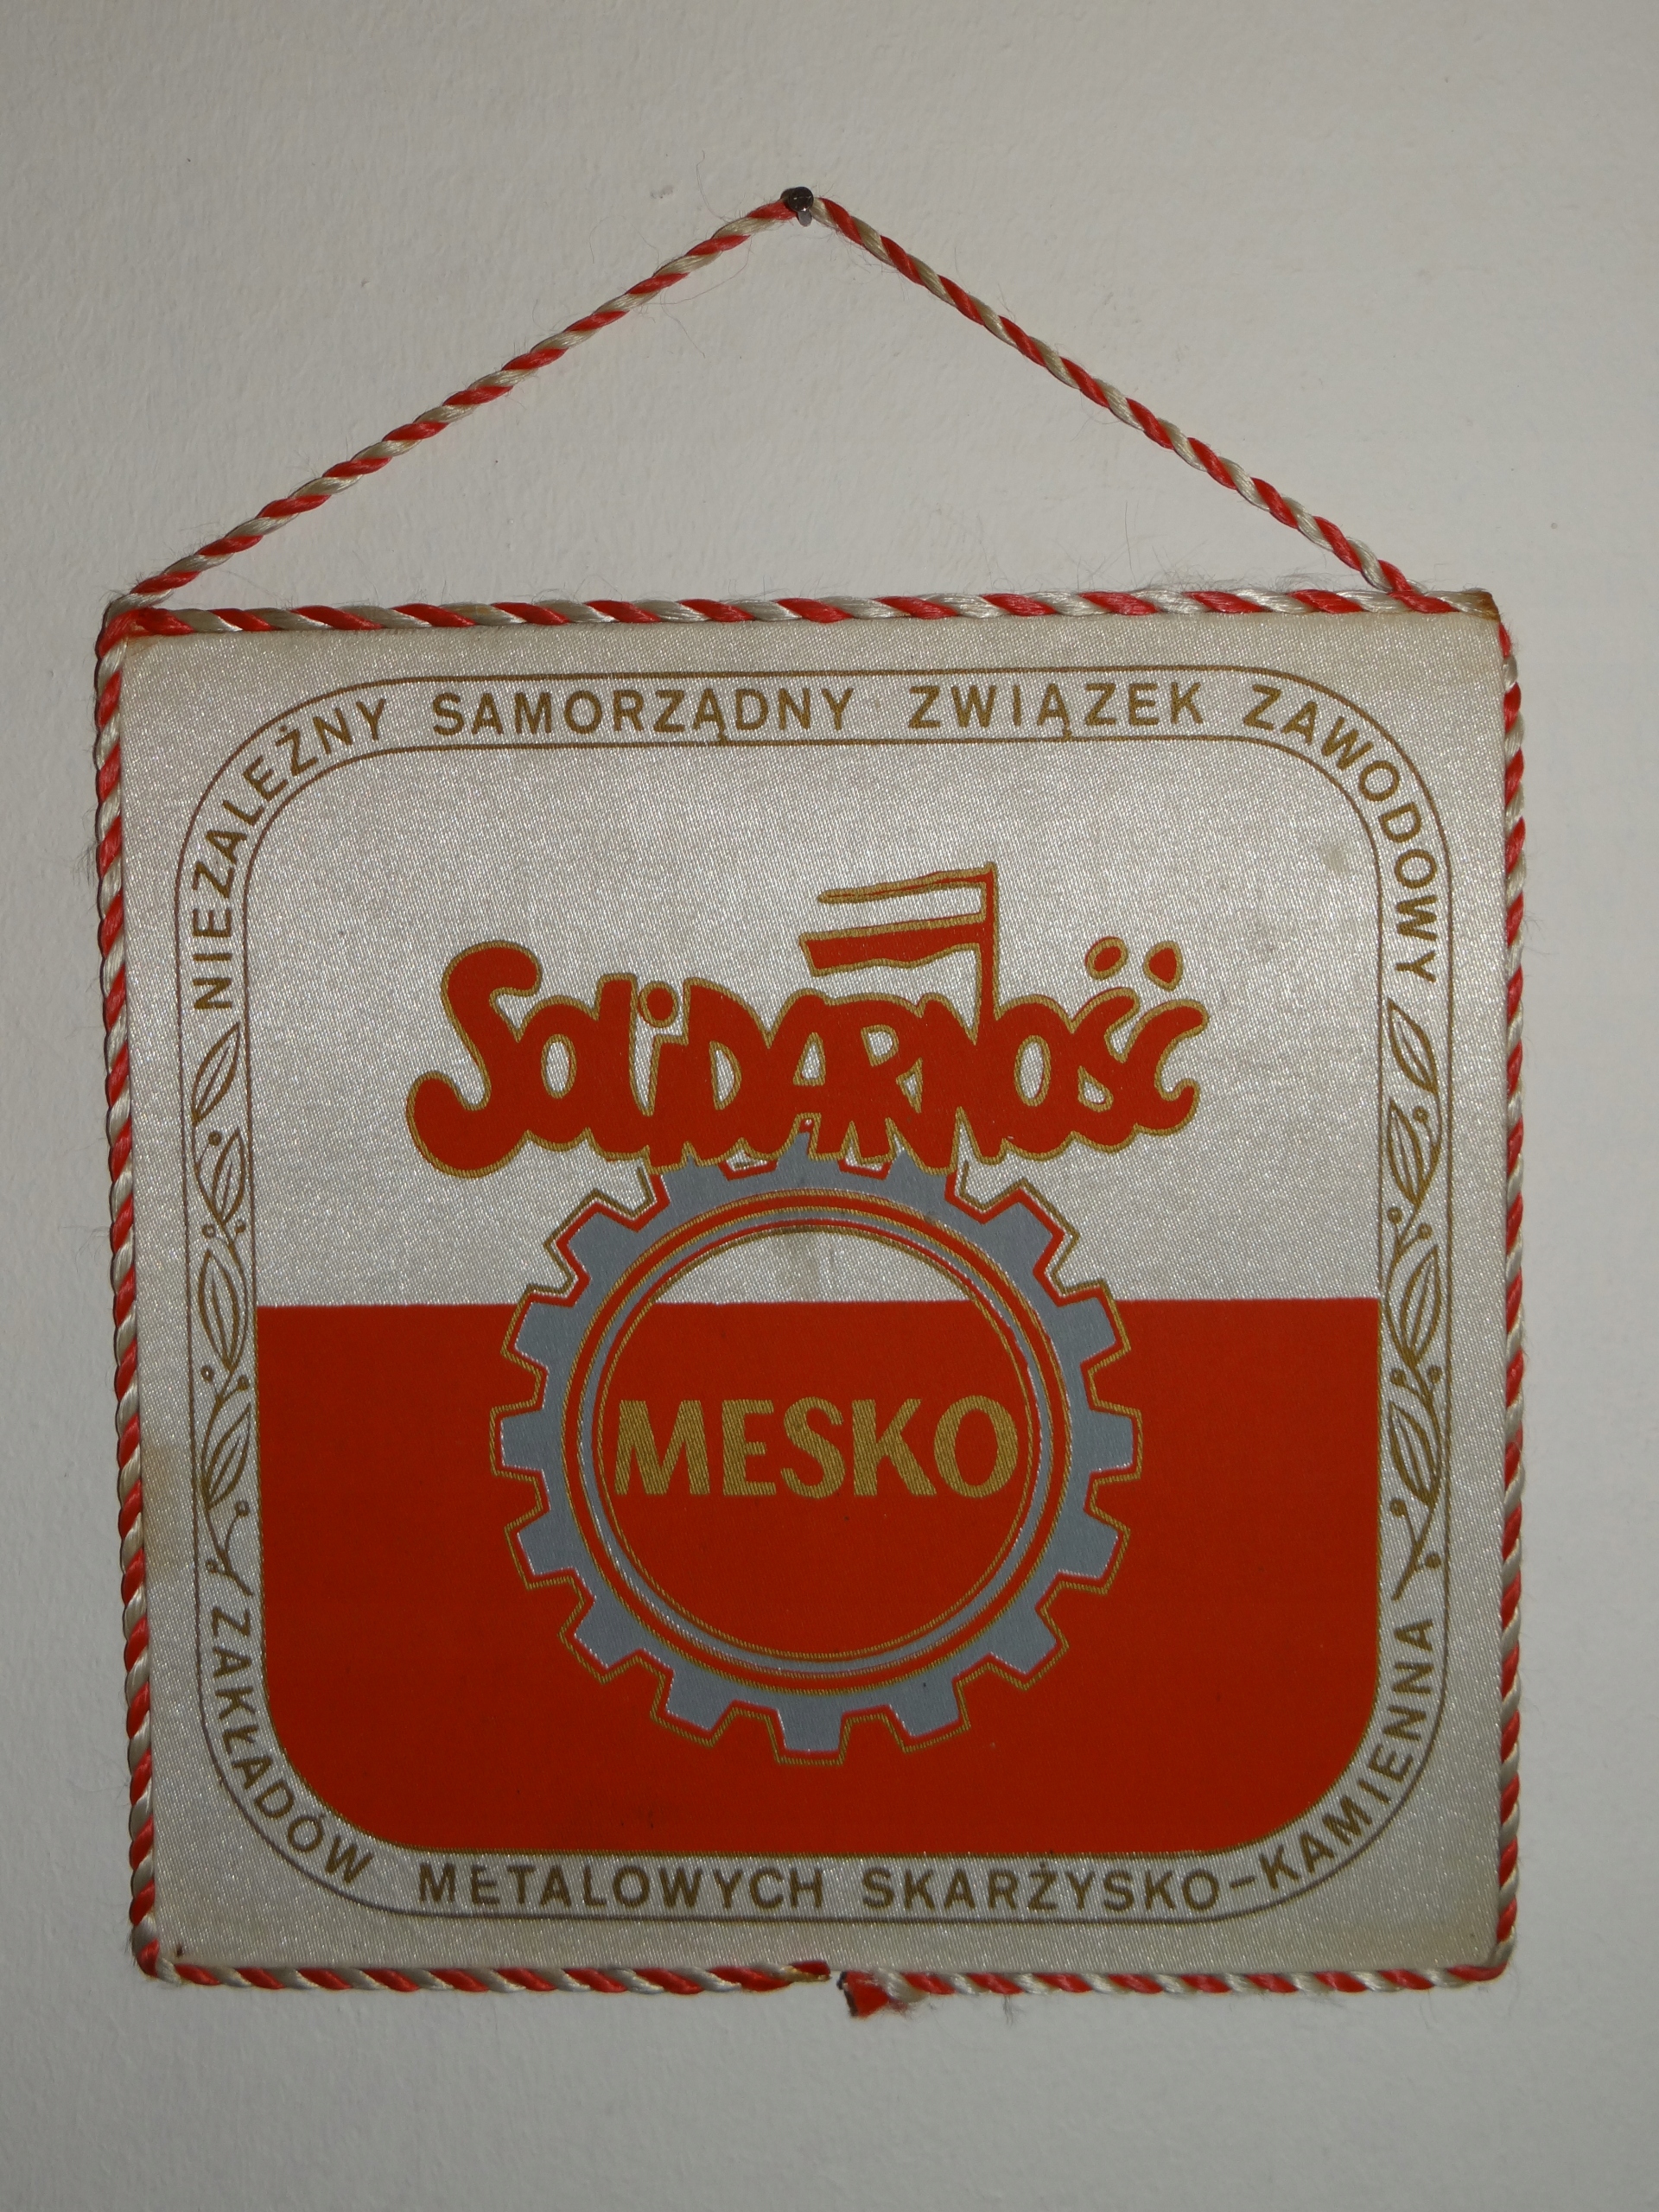 NIEZALEŻNY SAMORZĄDNY ZWIĄZEK ZAWODOWY
SOLIDARNOŚĆ
MESKO
ZAKŁADÓW METALOWYCH SKARŻYSKO-KAMIENNA